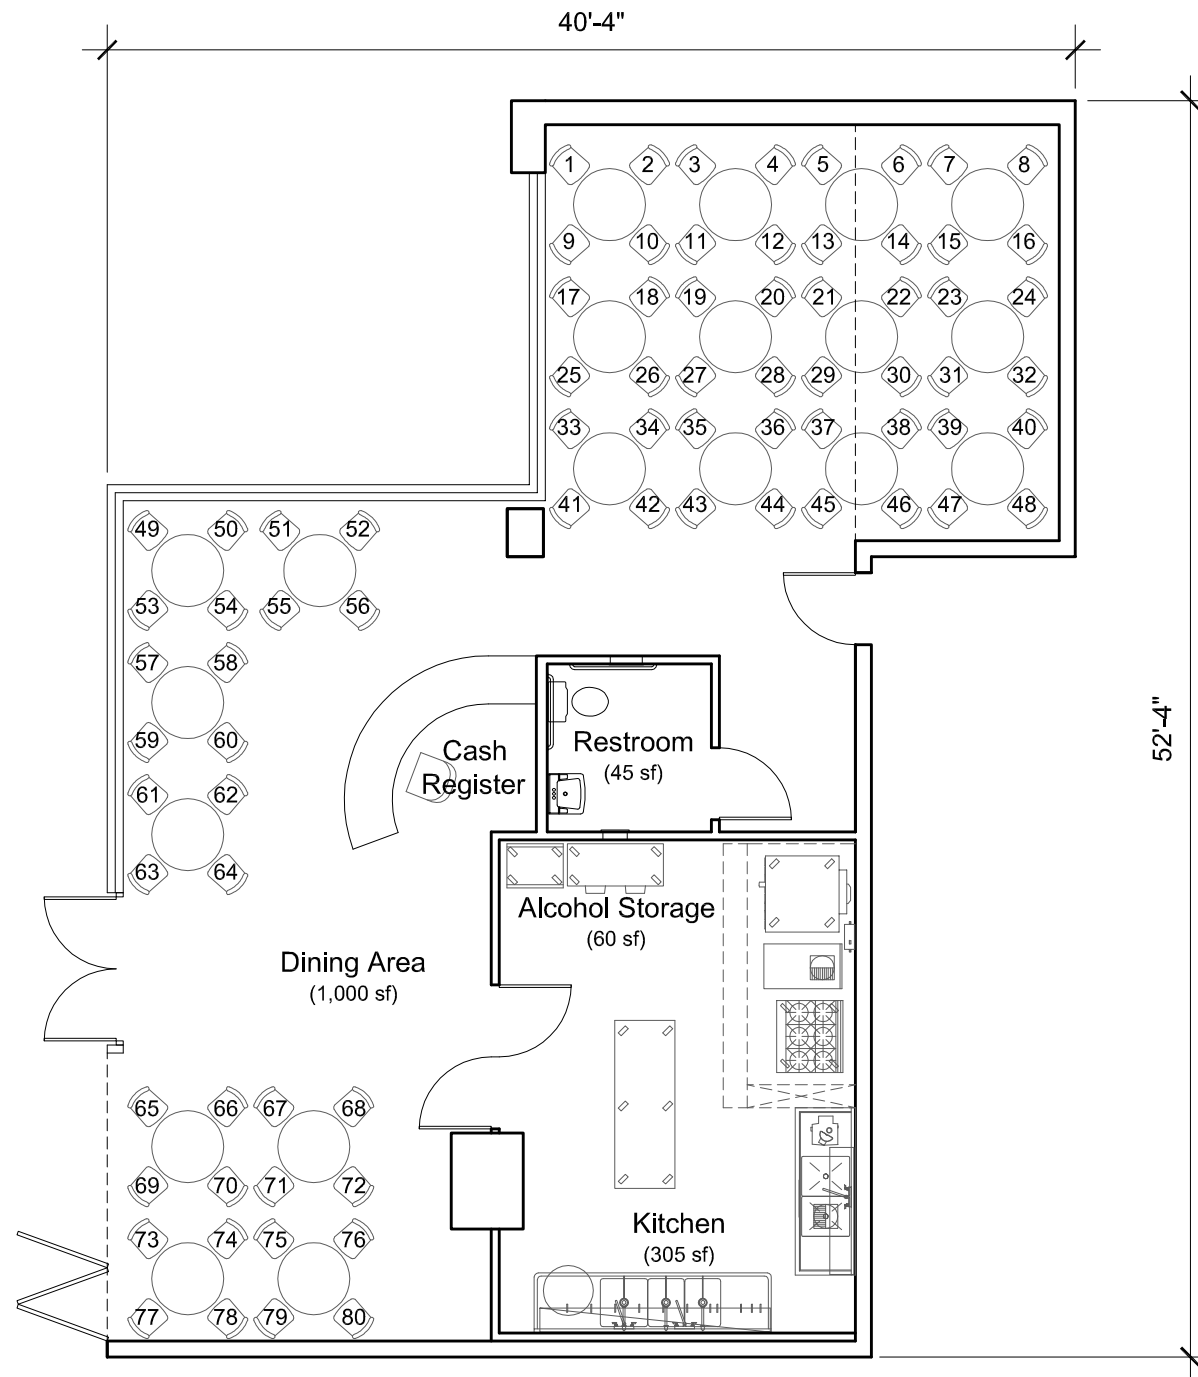 40'-4"
1 2 3 4 5 6 7 8
9 10 11 12 13 14 15 16
17 18 19 20 21 22 23 24
25 26 27 28 29 30 31 32
33 34 35 36 37 38 39 40
41 42 43 44 45 46 47 48
49 50 51 52
53 54 55 56
57 58
59 60
61 62
63 64
52'-4"
Cash
Register
Restroom
(45 sf)
Alcohol Storage
(60 sf)
Dining Area
(1,000 sf)
65 66 67 68
69 70 71 72
73 74 75 76
77 78 79 80
Kitchen
(305 sf)